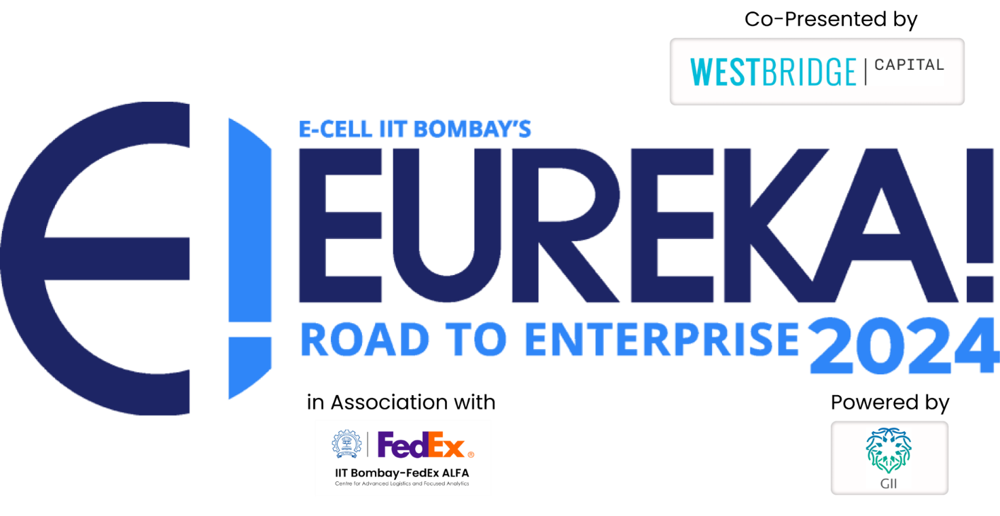 Co-Presented by
WESTBRIDGE | CAPITAL
E-CELL IIT BOMBAY'S
EUREKA!
ROAD TO ENTERPRISE 2024
in Association with
FedEx®
IIT Bombay-FedEx ALFA
Centre for Advanced Logistics and Focused Analytics
Powered by
GII